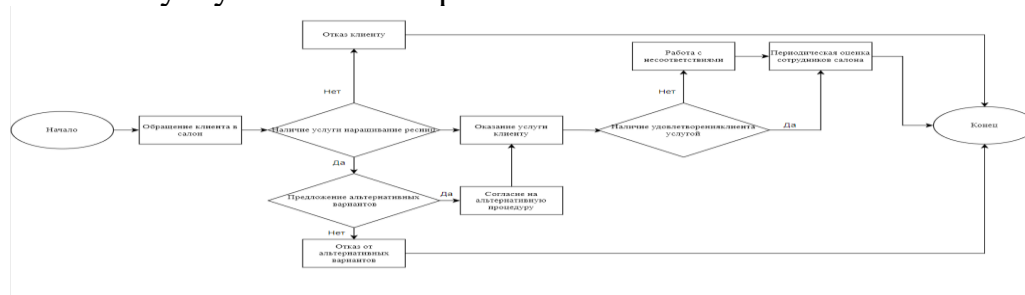 Отказ клиенту
Работа с
несоответствиями
Периодическая оценка
сотрудников салона
Нет
Нет
Начало
Обращение клиента в
салон
Наличие услуги наращивание ресниц
Оказание услуги
клиенту
Наличие удовлетворенияклиента
услугой
Да
Конец
Да
Предложение альтернативных
вариантов
Да
Согласие на
альтернативную
процедуру
Нет
Отказ от
альтернативных
вариантов